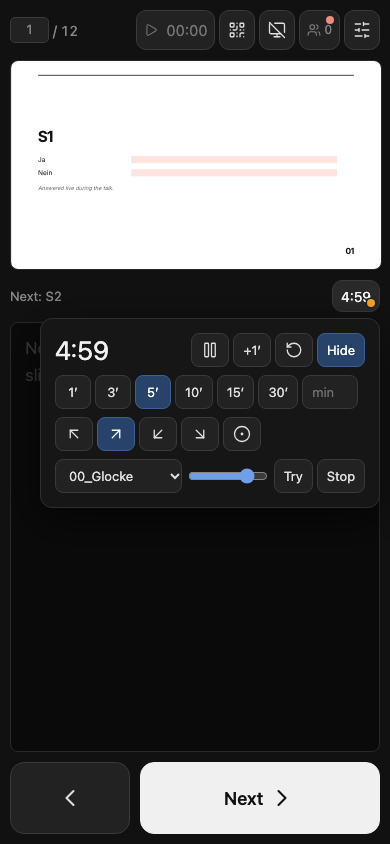 1 / 12 00:00 0
S1
Ja
Nein
Answered live during the talk.
01
Next: S2 4:59
4:59 +1′ Hide
1′ 3′ 5′ 10′ 15′ 30′ min
00_Glocke Try Stop
Next